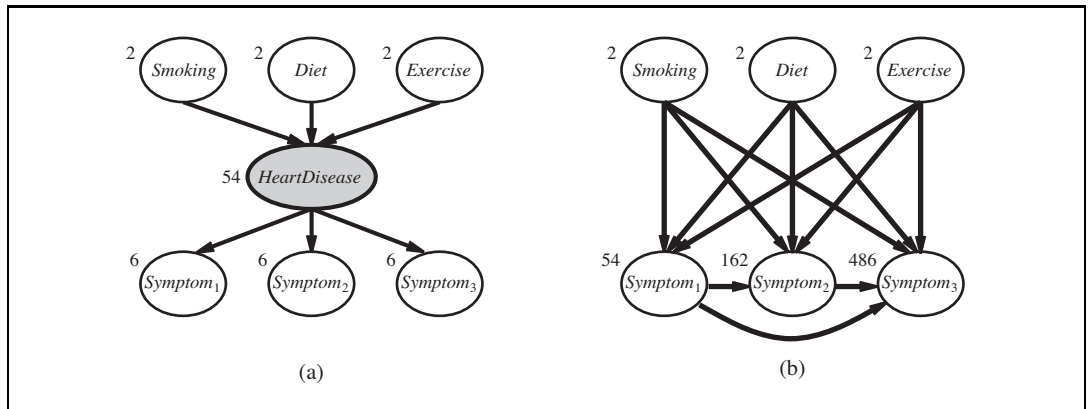 2 Smoking 2 Diet 2 Exercise
54 HeartDisease
6 Symptom₁ 6 Symptom₂ 6 Symptom₃
(a)
2 Smoking 2 Diet 2 Exercise
54 Symptom₁ 162 Symptom₂ 486 Symptom₃
(b)